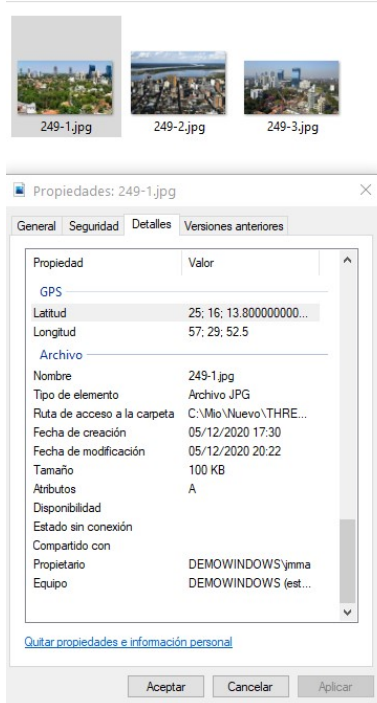 249-1.jpg 249-2.jpg 249-3.jpg
Propiedades: 249-1.jpg
General Seguridad Detalles Versiones anteriores
Propiedad Valor
GPS
Latitud 25; 16; 13.800000000...
Longitud 57; 29; 52.5
Archivo
Nombre 249-1.jpg
Tipo de elemento Archivo JPG
Ruta de acceso a la carpeta C:\Mio\Nuevo\THRE...
Fecha de creación 05/12/2020 17:30
Fecha de modificación 05/12/2020 20:22
Tamaño 100 KB
Atributos A
Disponibilidad
Estado sin conexión
Compartido con
Propietario DEMOWINDOWS\jmma
Equipo DEMOWINDOWS (est...
Quitar propiedades e información personal
Aceptar Cancelar Aplicar